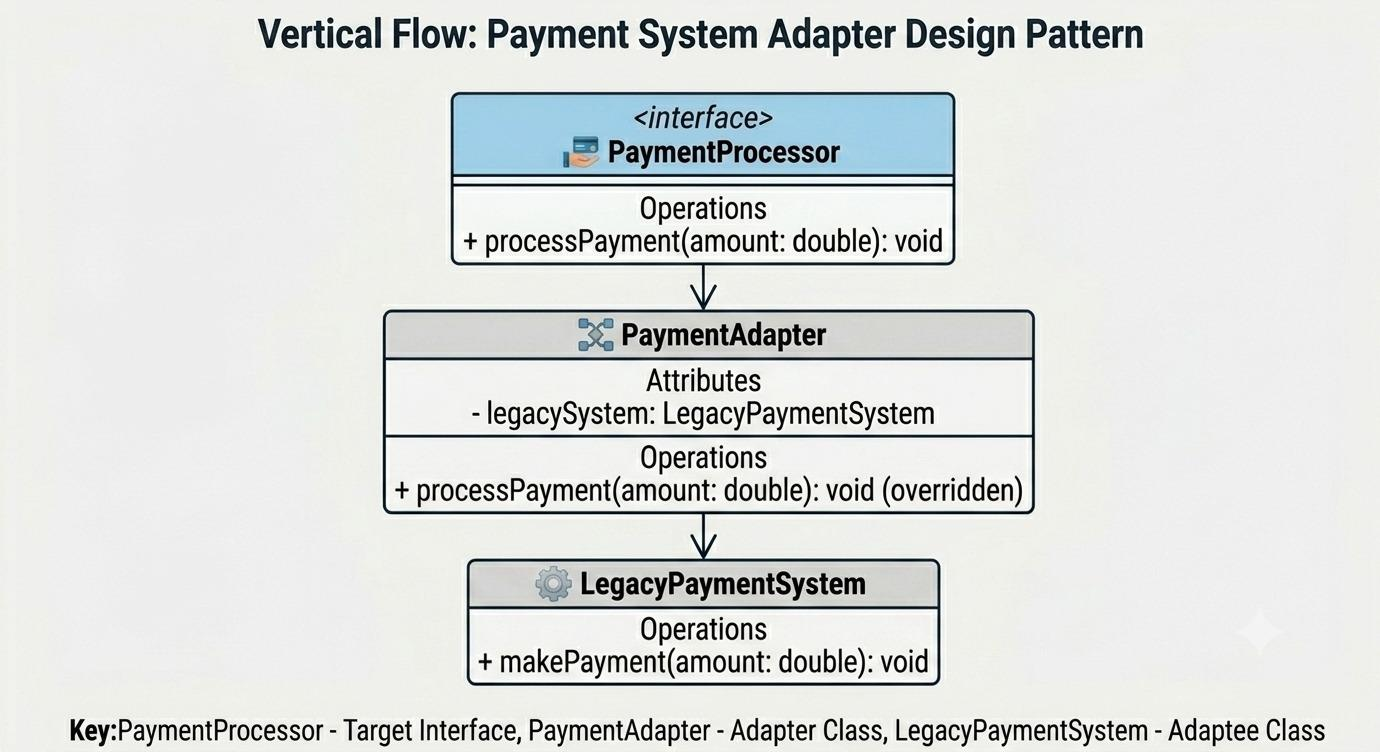 Vertical Flow: Payment System Adapter Design Pattern
<interface>
PaymentProcessor
Operations
+ processPayment(amount: double): void
PaymentAdapter
Attributes
- legacySystem: LegacyPaymentSystem
Operations
+ processPayment(amount: double): void (overridden)
LegacyPaymentSystem
Operations
+ makePayment(amount: double): void
Key:PaymentProcessor - Target Interface, PaymentAdapter - Adapter Class, LegacyPaymentSystem - Adaptee Class